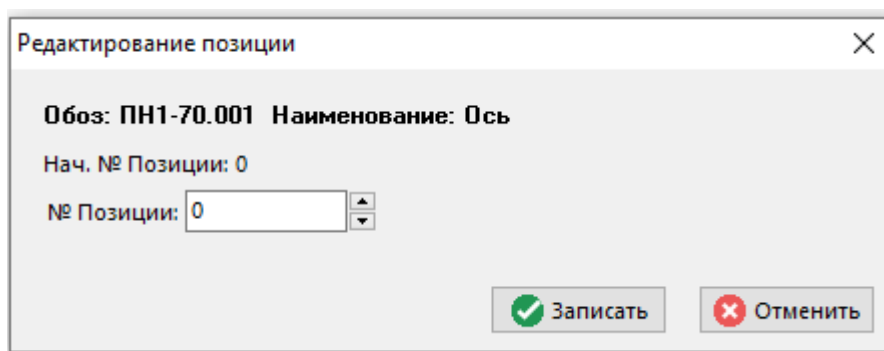 Редактирование позиции
Обоз: ПН1-70.001 Наименование: Ось
Нач. № Позиции: 0
№ Позиции: 0
Записать Отменить